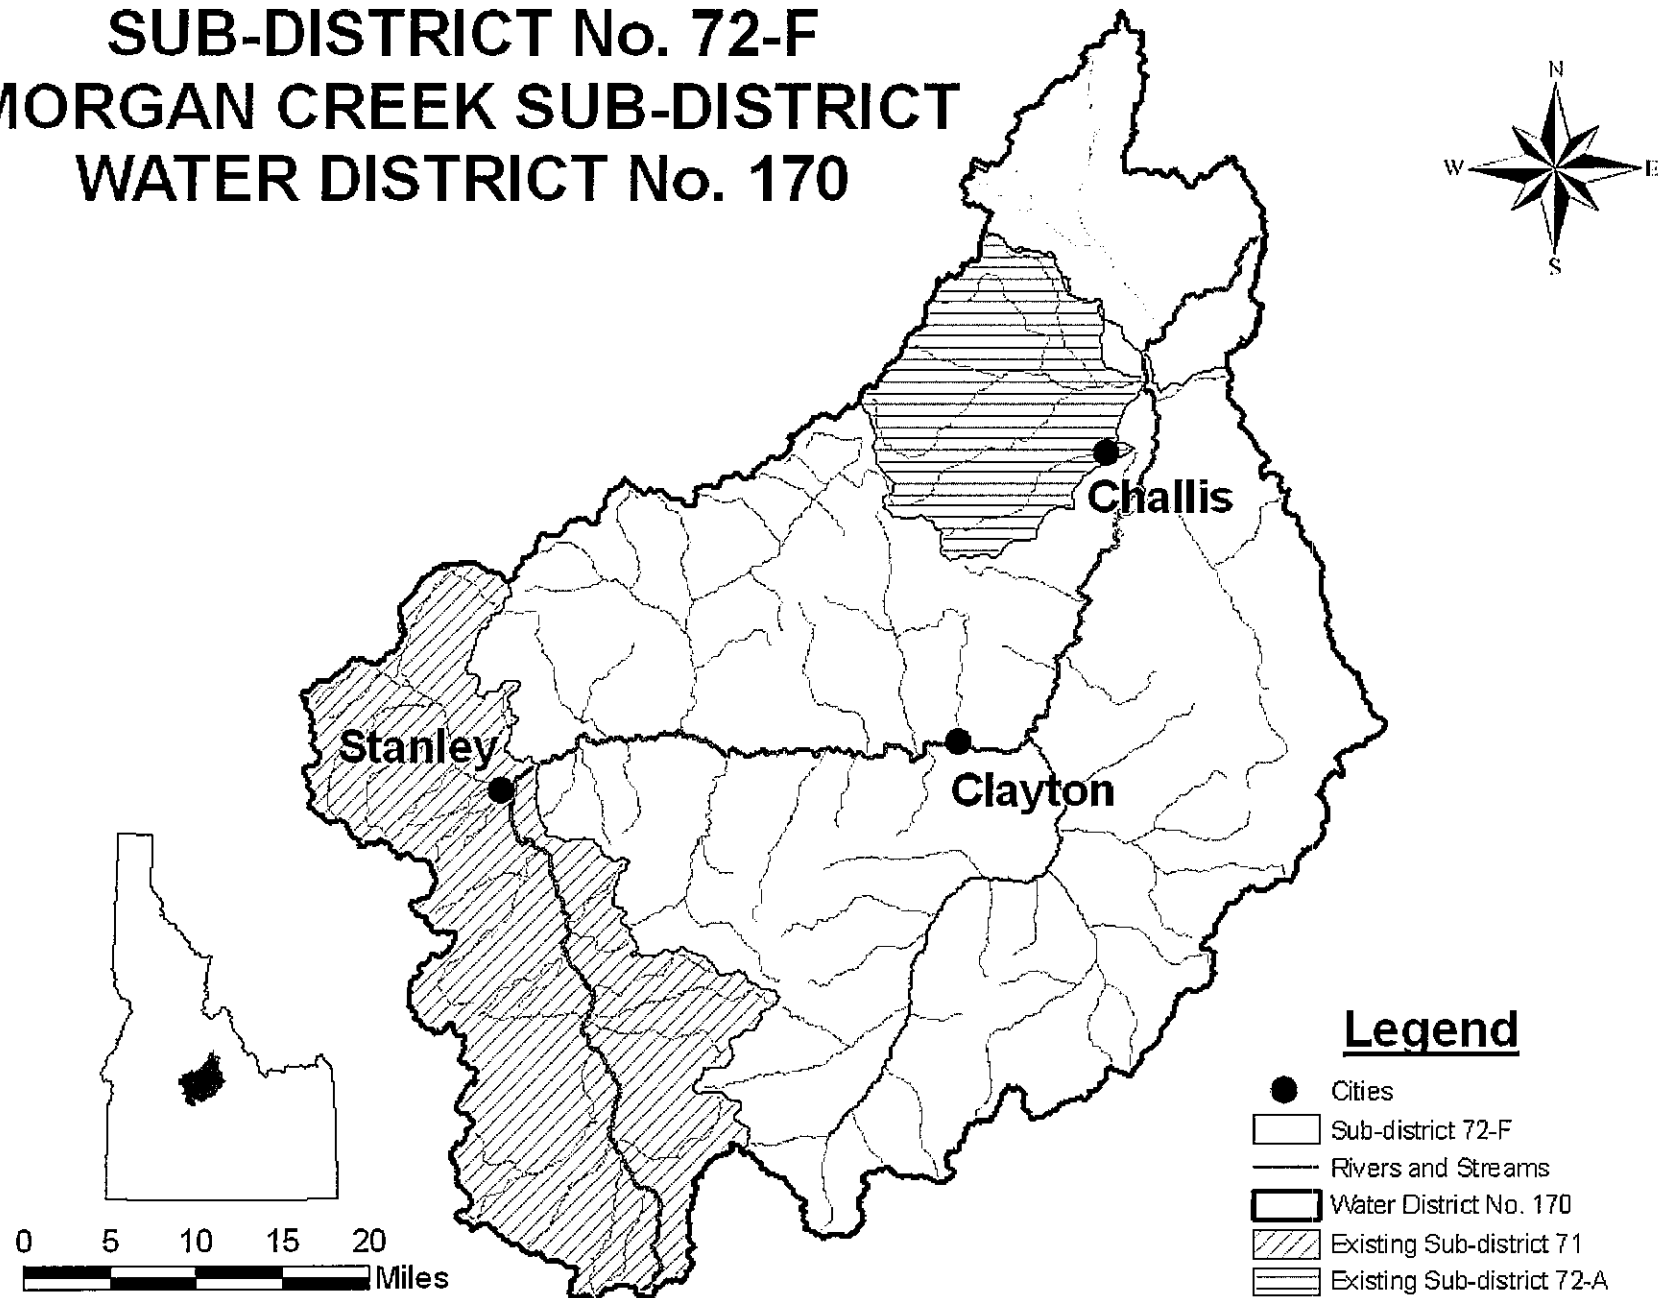 SUB-DISTRICT No. 72-F
MORGAN CREEK SUB-DISTRICT
WATER DISTRICT No. 170
N
W
E
S
Challis
Stanley
Clayton
Legend
Cities
Sub-district 72-F
Rivers and Streams
Water District No. 170
Existing Sub-district 71
Existing Sub-district 72-A
0 5 10 15 20
Miles